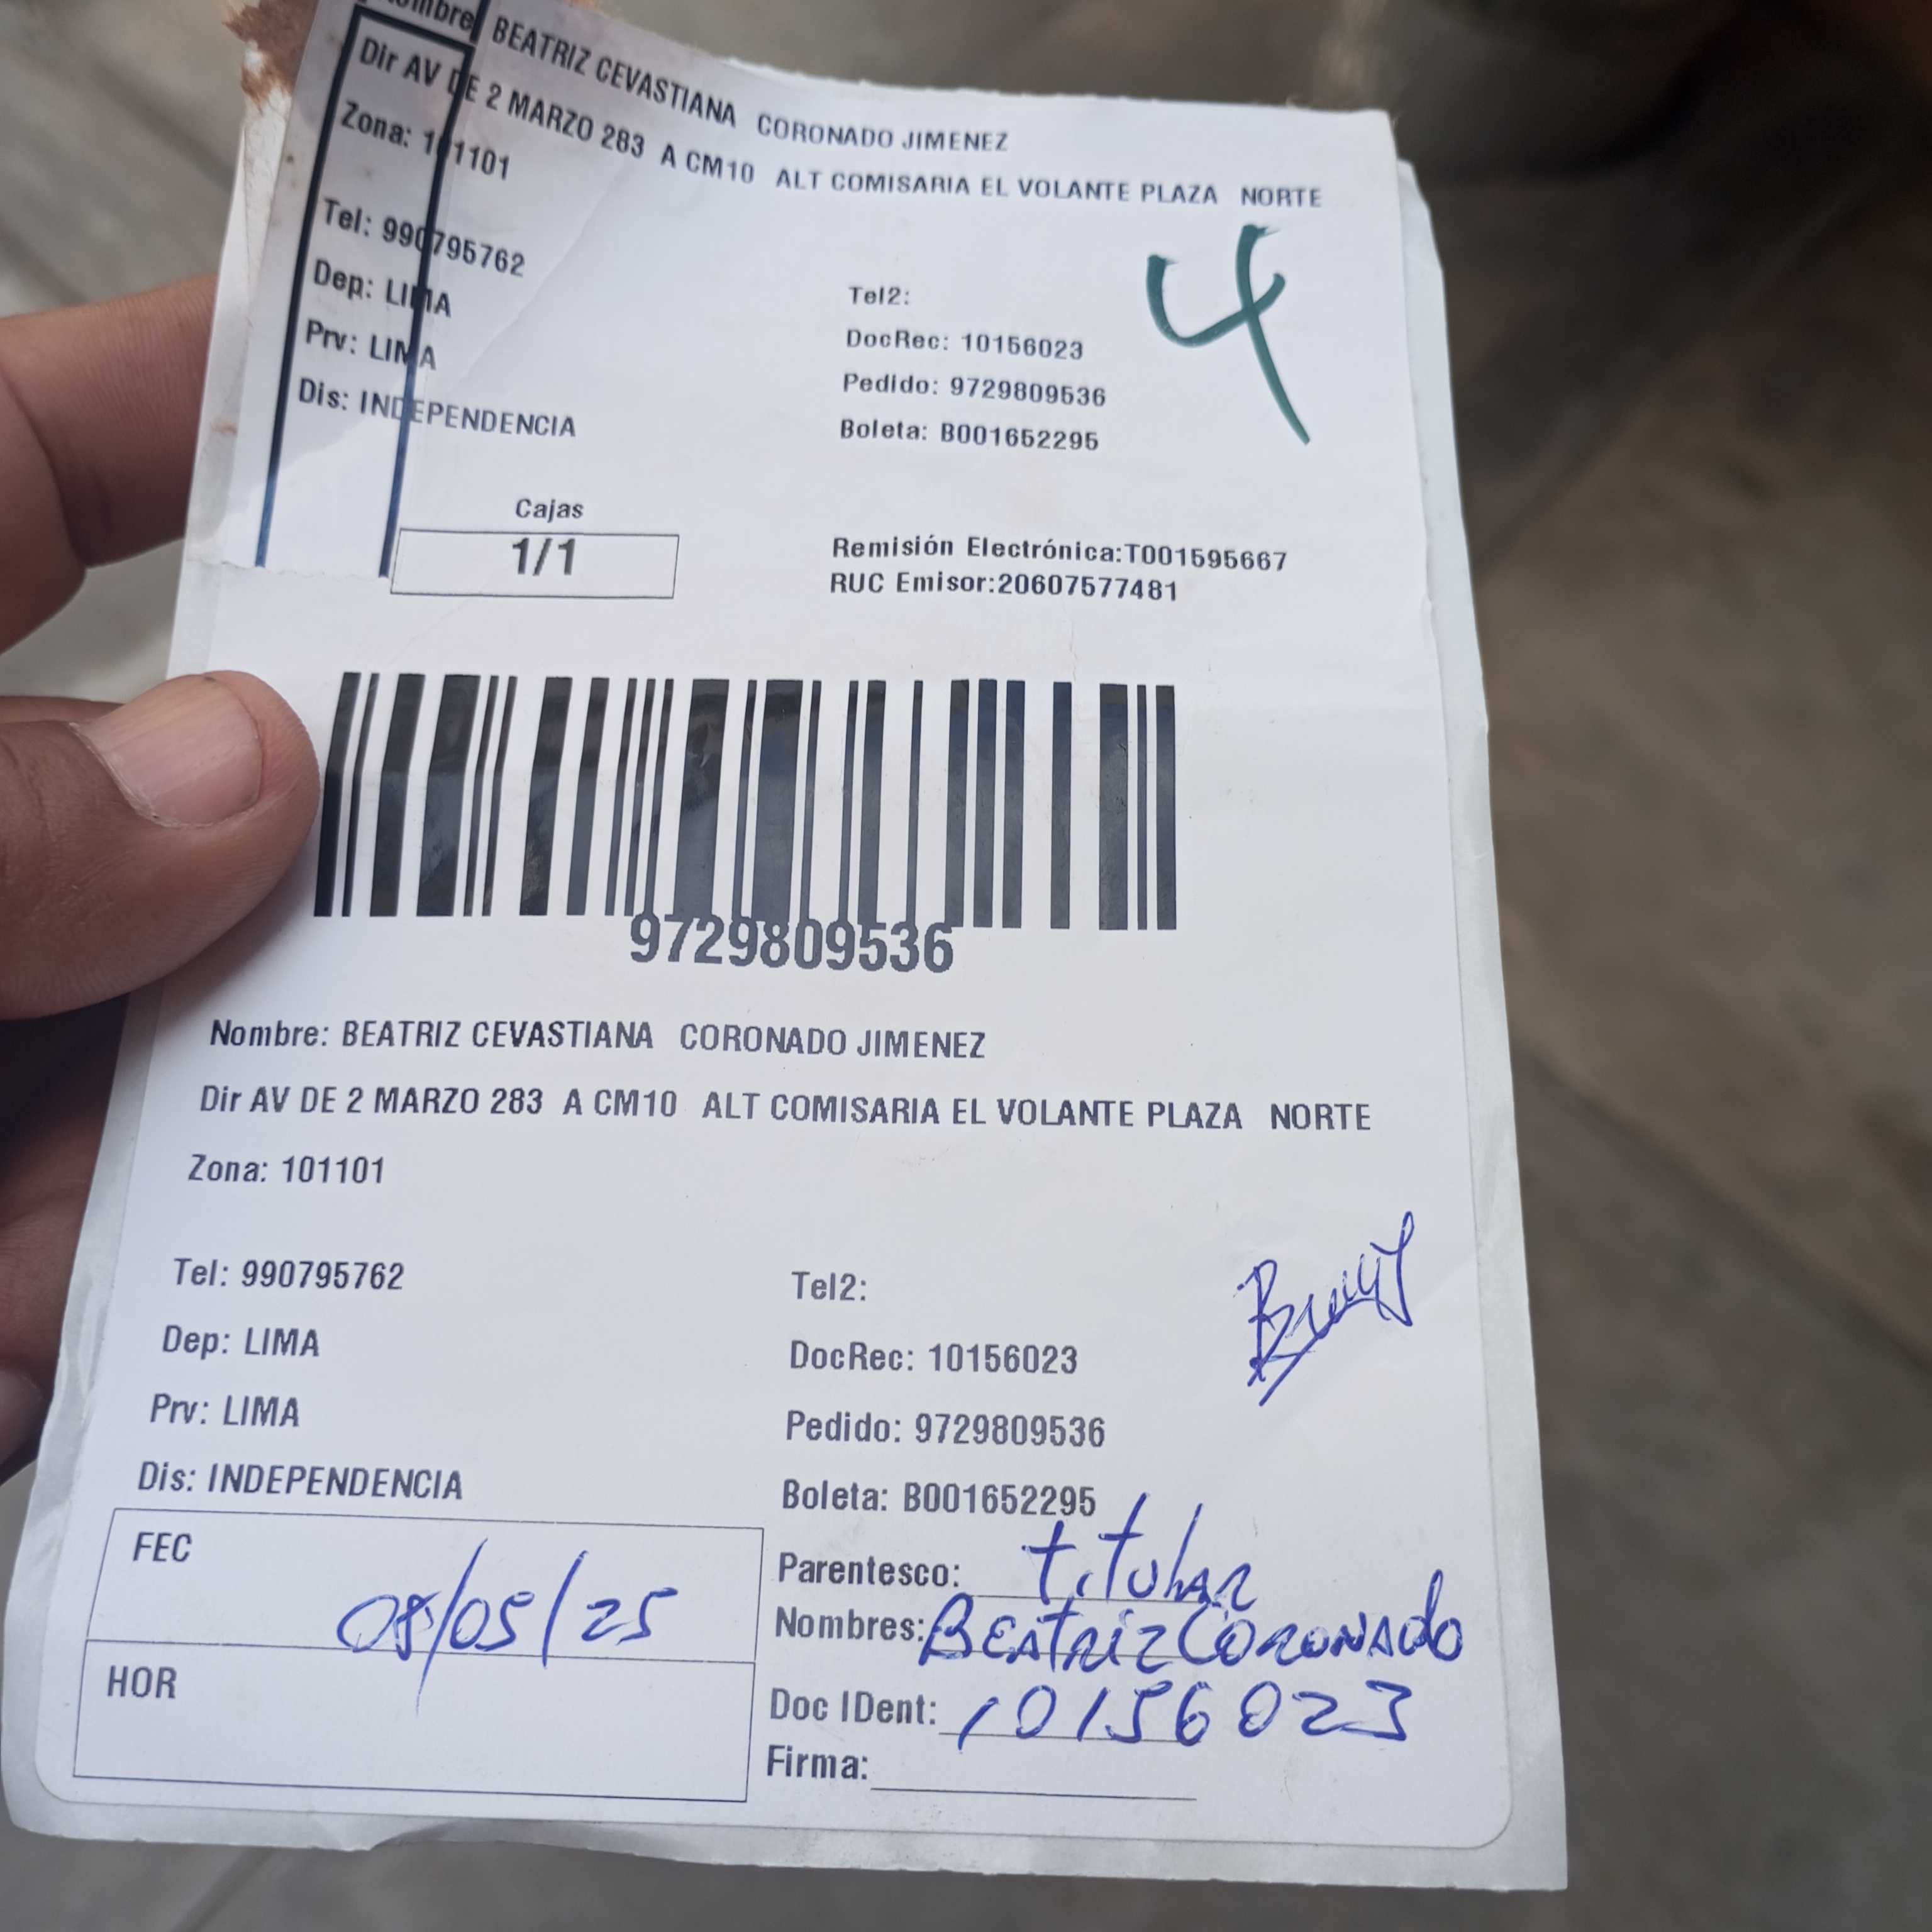 Nombre BEATRIZ CEVASTIANA CORONADO JIMENEZ
Dir AV DE 2 MARZO 283 A CM10 ALT COMISARIA EL VOLANTE PLAZA NORTE
Zona: 101101
4
Tel: 990795762 Tel2:
Dep: LIMA DocRec: 10156023
Prv: LIMA Pedido: 9729809536
Dis: INDEPENDENCIA Boleta: B001652295
Cajas
1/1
Remisión Electrónica:T001595667
RUC Emisor:20607577481
9729809536
Nombre: BEATRIZ CEVASTIANA CORONADO JIMENEZ
Dir AV DE 2 MARZO 283 A CM10 ALT COMISARIA EL VOLANTE PLAZA NORTE
Zona: 101101
Tel: 990795762 Tel2:
Dep: LIMA DocRec: 10156023
Prv: LIMA Pedido: 9729809536
Dis: INDEPENDENCIA Boleta: B001652295
FEC 08/05/25
HOR
Parentesco: titular
Nombres: Beatriz Coronado
Doc IDent: 10156023
Firma: